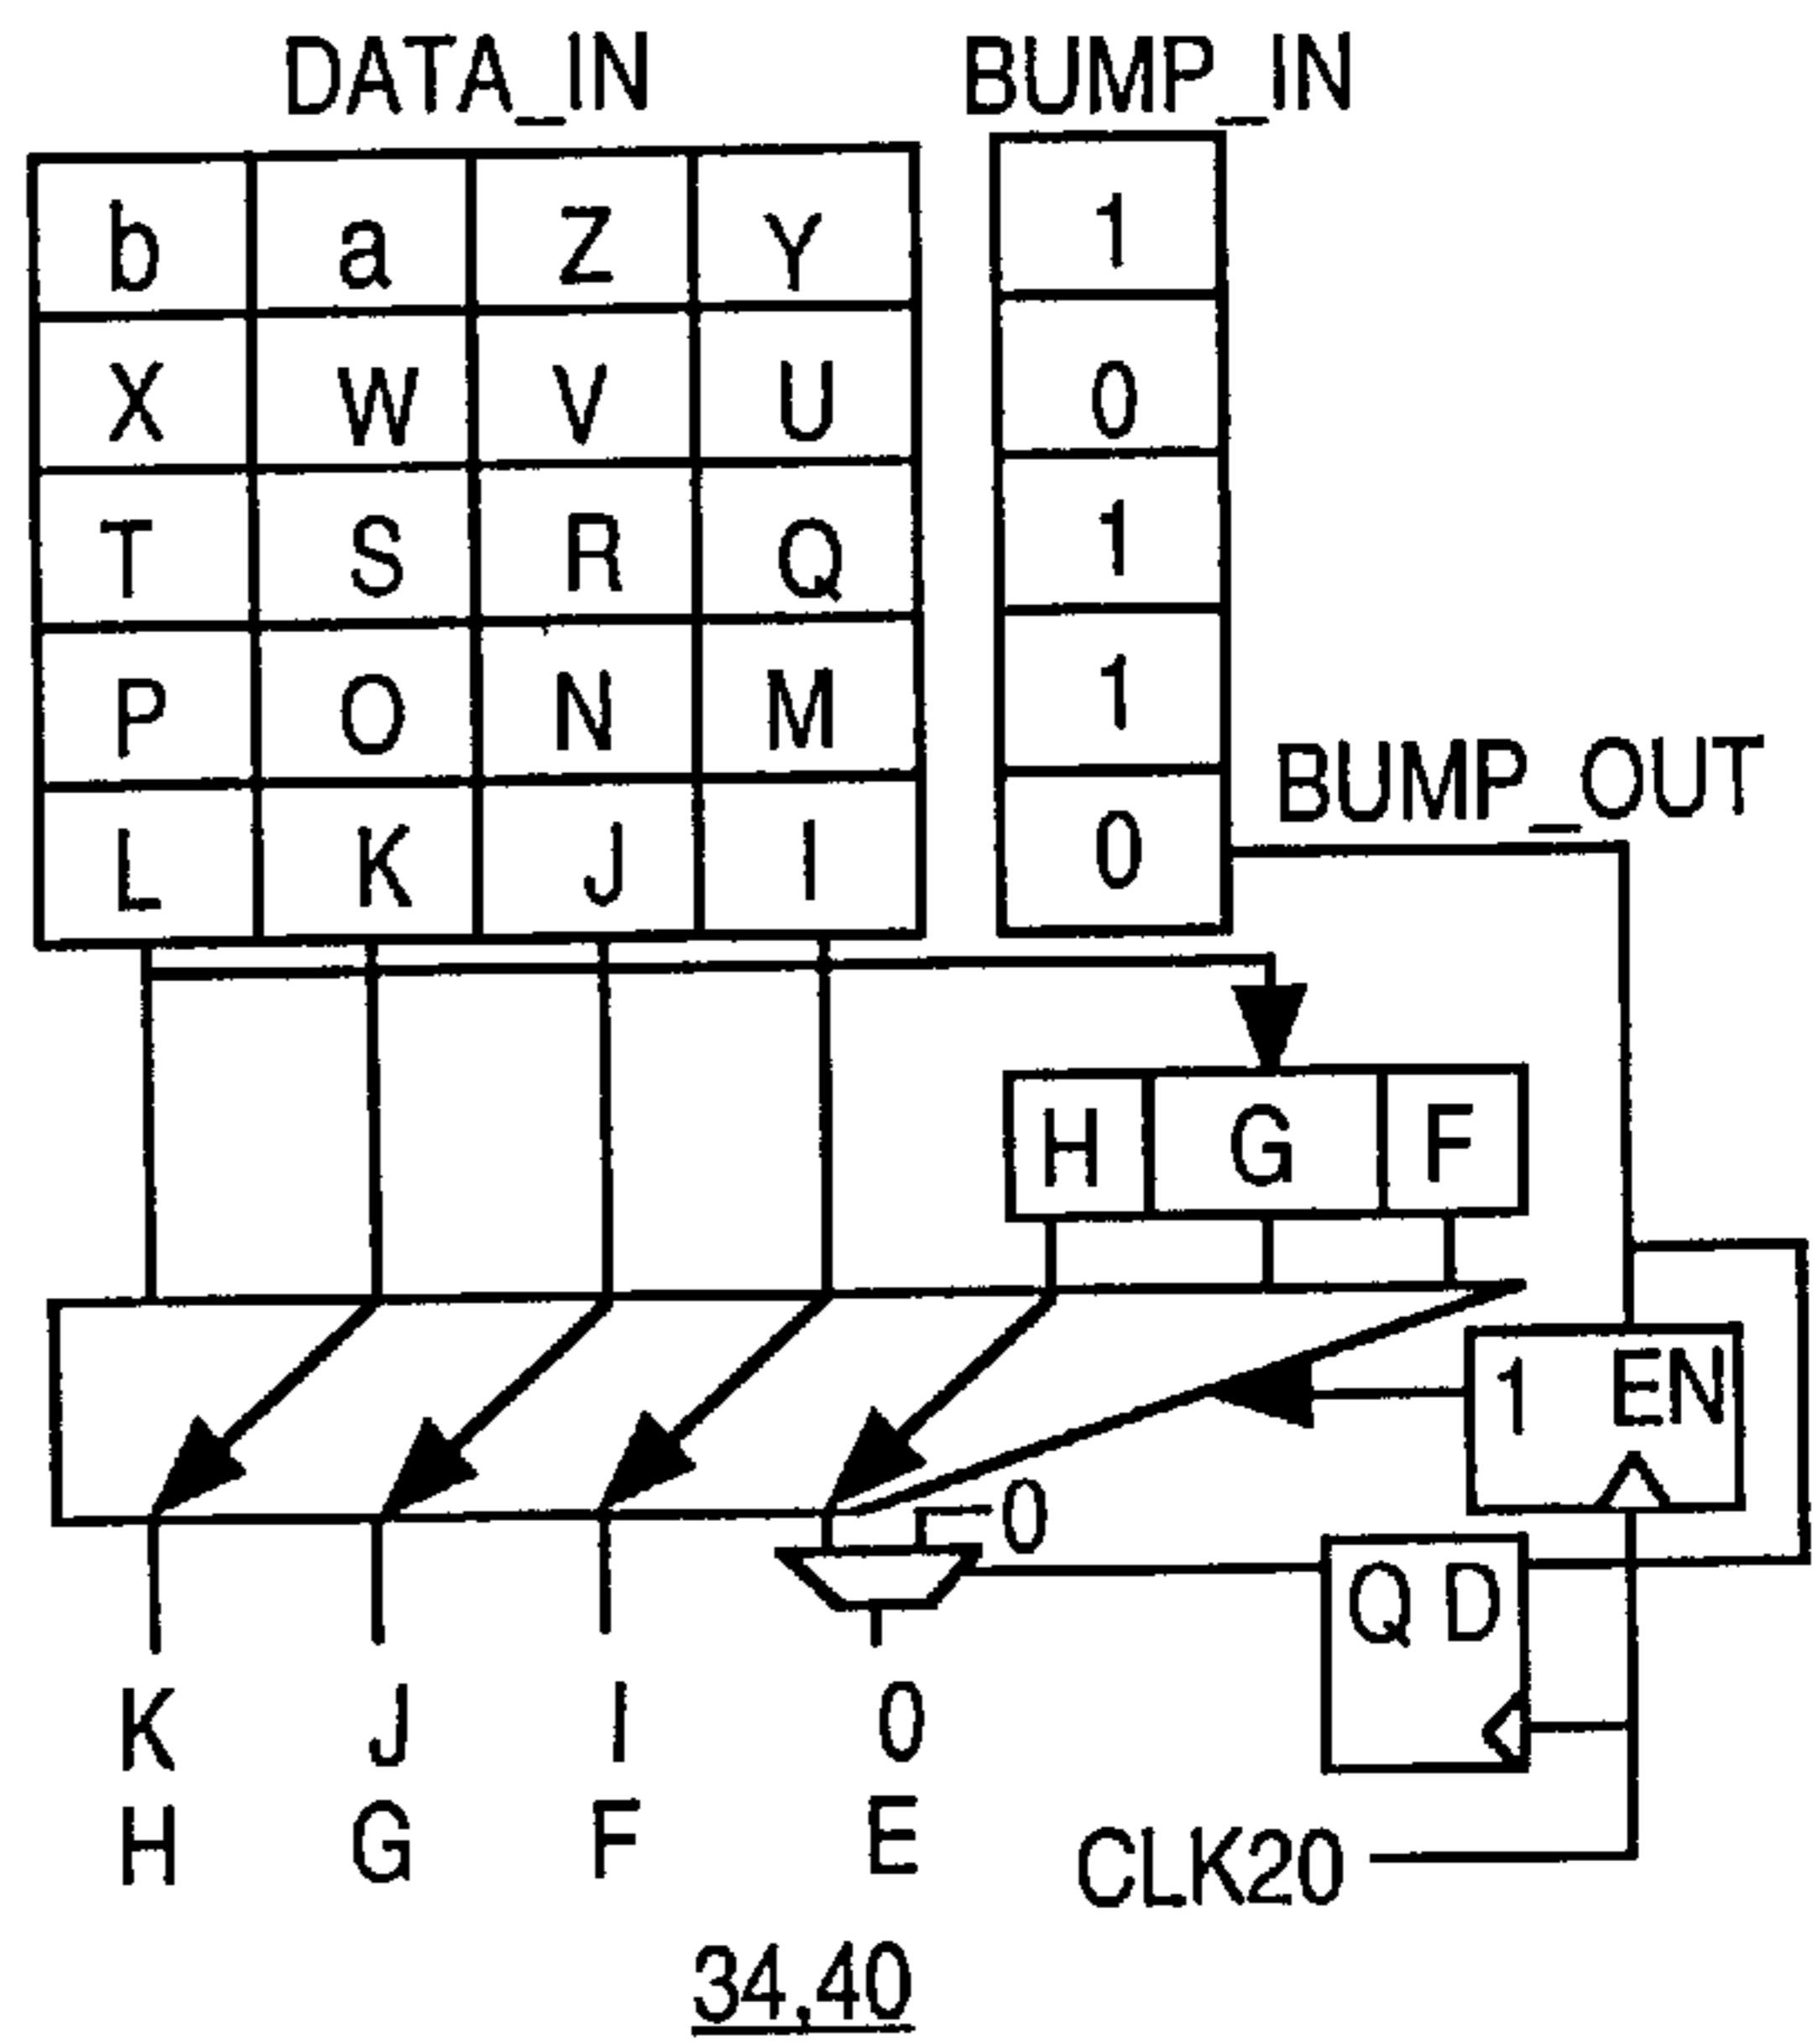 DATA_IN BUMP_IN
b a Z Y 1
X W V U 0
T S R Q 1
P O N M 1
BUMP_OUT
L K J I 0
H G F
1 EN
0
Q D
K J I 0
H G F E
CLK20
34,40